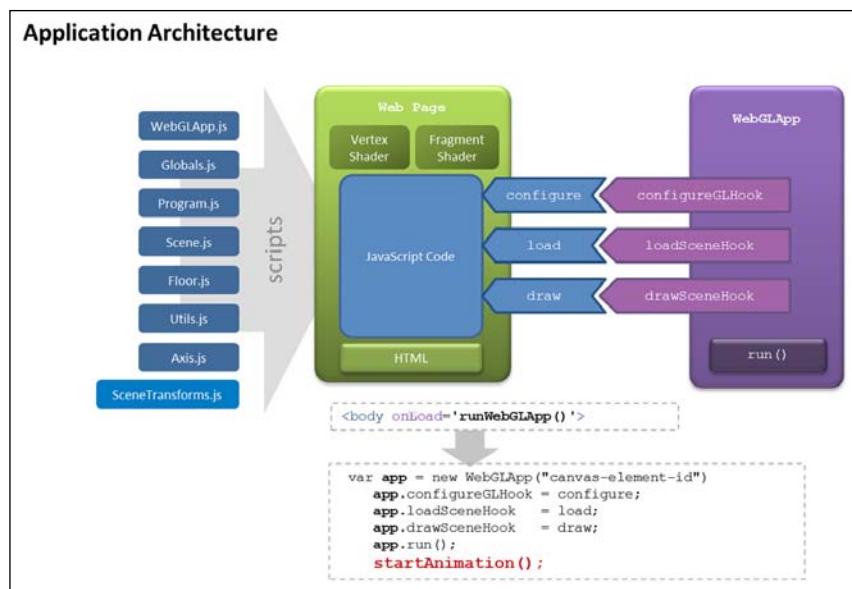 Application Architecture
WebGLApp.js
Globals.js
Program.js
Scene.js
Floor.js
Utils.js
Axis.js
SceneTransforms.js
scripts
Web Page
Vertex
Shader
Fragment
Shader
JavaScript Code
HTML
configure
load
draw
WebGLApp
configureGLHook
loadSceneHook
drawSceneHook
run()
<body onLoad='runWebGLApp()'>
var app = new WebGLApp("canvas-element-id")
app.configureGLHook = configure;
app.loadSceneHook   = load;
app.drawSceneHook   = draw;
app.run();
startAnimation();